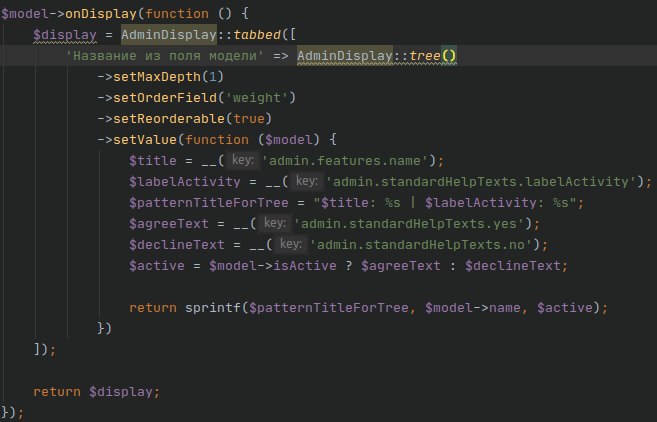 $model->onDisplay(function () {
    $display = AdminDisplay::tabbed([
        'Название из поля модели' => AdminDisplay::tree()
            ->setMaxDepth(1)
            ->setOrderField('weight')
            ->setReorderable(true)
            ->setValue(function ($model) {
                $title = __( key: 'admin.features.name');
                $labelActivity = __( key: 'admin.standardHelpTexts.labelActivity');
                $patternTitleForTree = "$title: %s | $labelActivity: %s";
                $agreeText = __( key: 'admin.standardHelpTexts.yes');
                $declineText = __( key: 'admin.standardHelpTexts.no');
                $active = $model->isActive ? $agreeText : $declineText;

                return sprintf($patternTitleForTree, $model->name, $active);
            })
    ]);

    return $display;
});